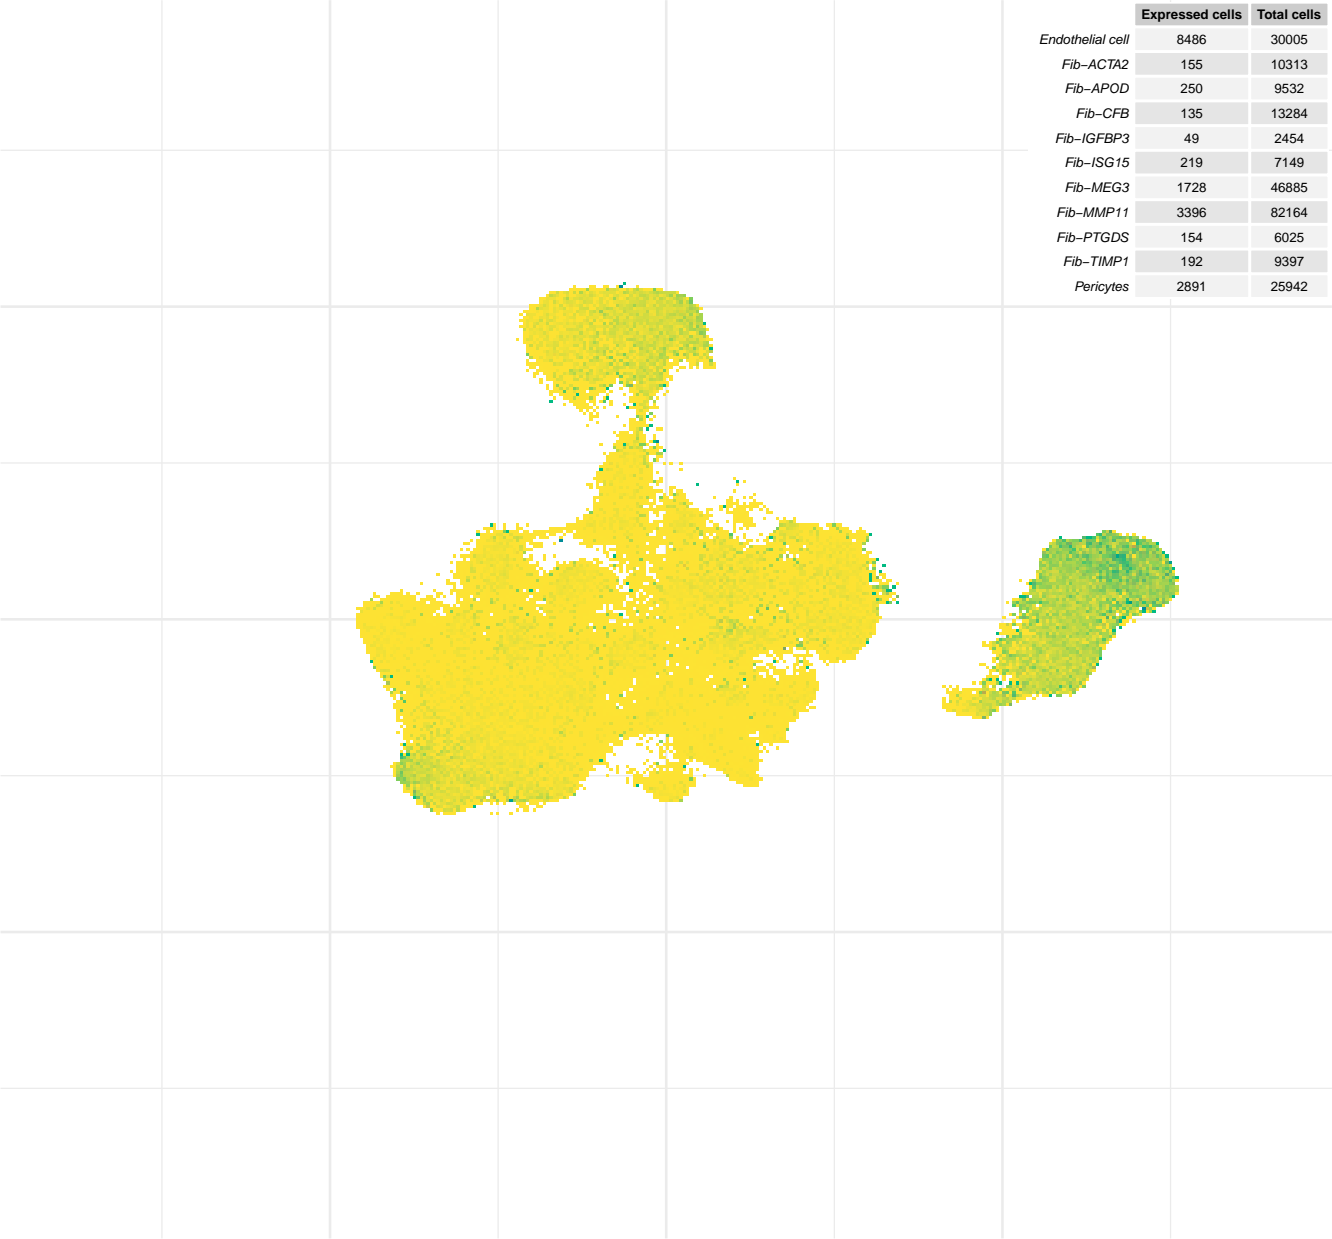 Expressed cells Total cells
Endothelial cell 8486 30005
Fib−ACTA2 155 10313
Fib−APOD 250 9532
Fib−CFB 135 13284
Fib−IGFBP3 49 2454
Fib−ISG15 219 7149
Fib−MEG3 1728 46885
Fib−MMP11 3396 82164
Fib−PTGDS 154 6025
Fib−TIMP1 192 9397
Pericytes 2891 25942